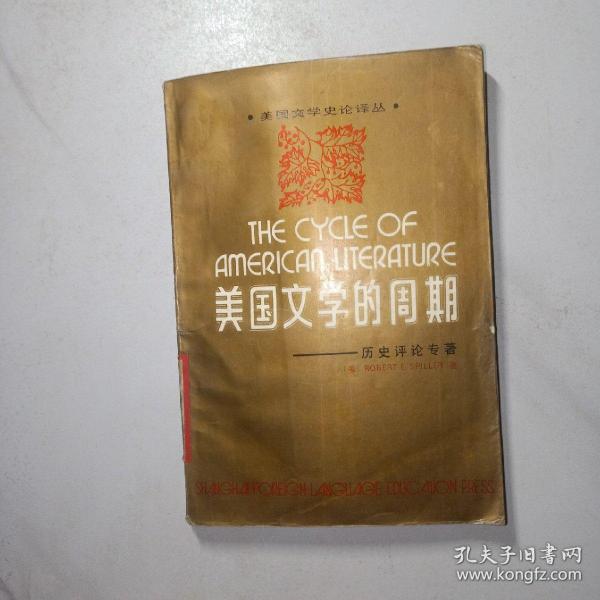 • 美国文学史论译丛 •
THE CYCLE OF
AMERICAN LITERATURE
美国文学的周期
——历史评论专著
〔美〕ROBERT E. SPILLER 著
SHANGHAI FOREIGN LANGUAGE EDUCATION PRESS
孔夫子旧书网
www.kongfz.com